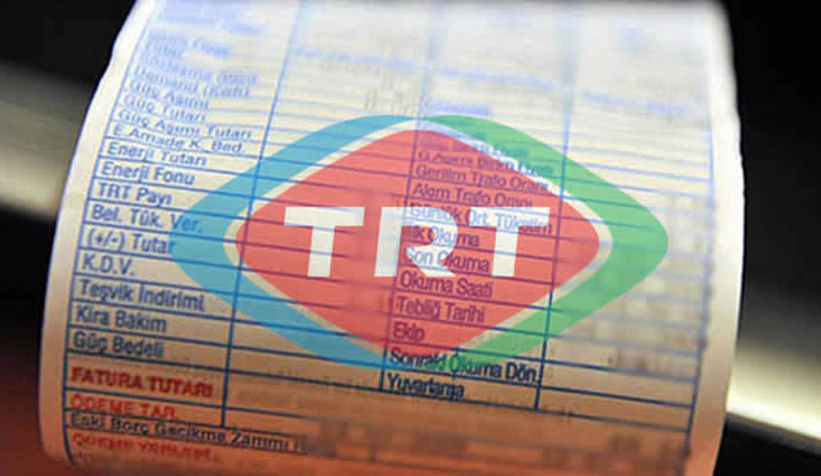 Demand (Kwh)
Güç Aşımı
Güç Tutarı
Güç Aşımı Tutarı
E.Amade K. Bed.
Enerji Tutarı
Enerji Fonu
TRT Payı
Bel. Tük. Ver.
(+/-) Tutar
K.D.V.
Teşvik İndirimi
Kira Bakım
Güç Bedeli
FATURA TUTARI
ÖDEME TAR.
Eski Borç Gecikme Zammı
ÖDEME YERLERİ
Gerilim Trafo Oranı
Akım Trafo Oranı
Günlük Ort. Tüketim
İlk Okuma
Son Okuma
Okuma Saati
Tebliğ Tarihi
Ekip
Sonraki Okuma Dön.
Yuvarlama
TRT